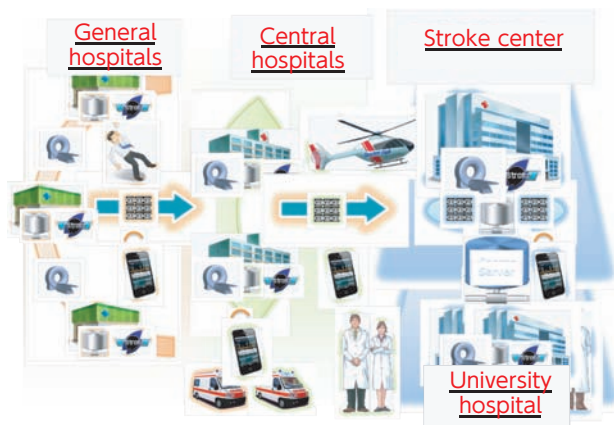 General
hospitals
Central
hospitals
Stroke center
Server
University
hospital